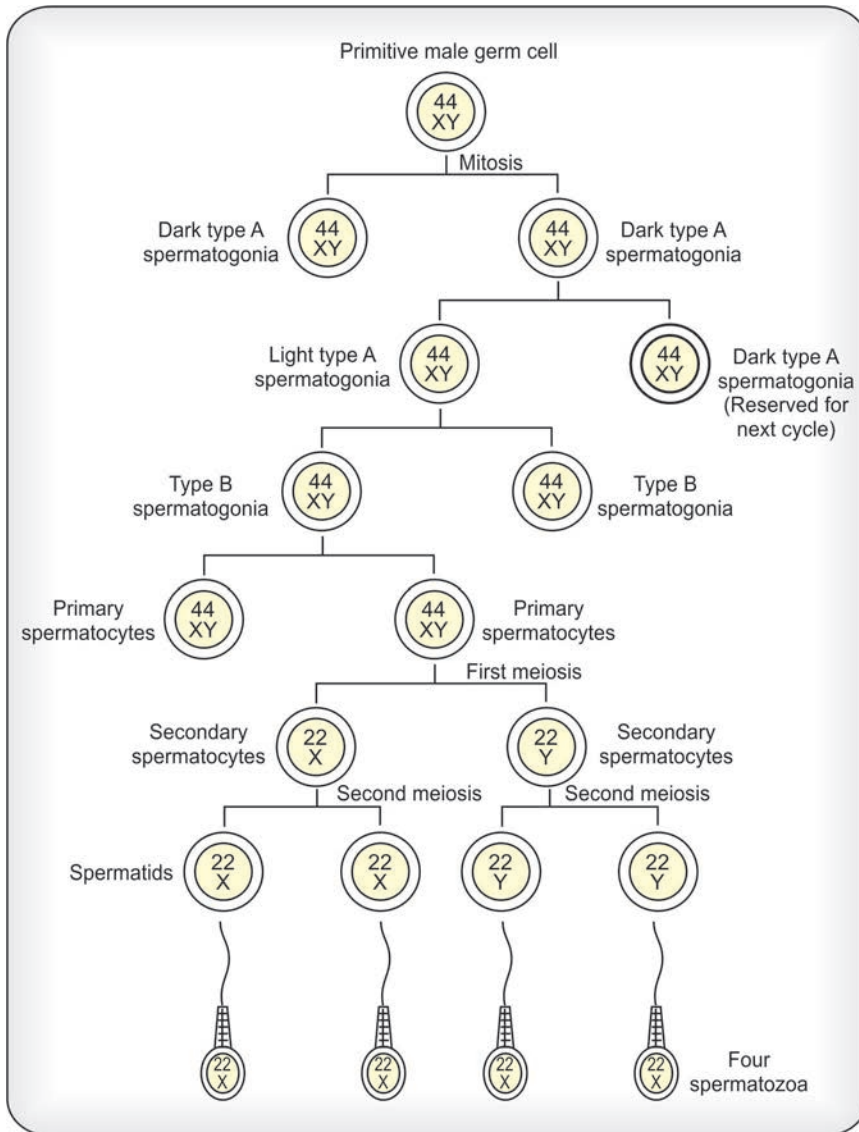 Primitive male germ cell
44
XY
Mitosis
Dark type A
spermatogonia
44
XY
44
XY
Dark type A
spermatogonia
Light type A
spermatogonia
44
XY
44
XY
Dark type A
spermatogonia
(Reserved for
next cycle)
Type B
spermatogonia
44
XY
44
XY
Type B
spermatogonia
Primary
spermatocytes
44
XY
44
XY
Primary
spermatocytes
First meiosis
Secondary
spermatocytes
22
X
22
Y
Secondary
spermatocytes
Second meiosis
Second meiosis
Spermatids
22
X
22
X
22
Y
22
Y
22
X
22
X
22
X
22
X
Four
spermatozoa